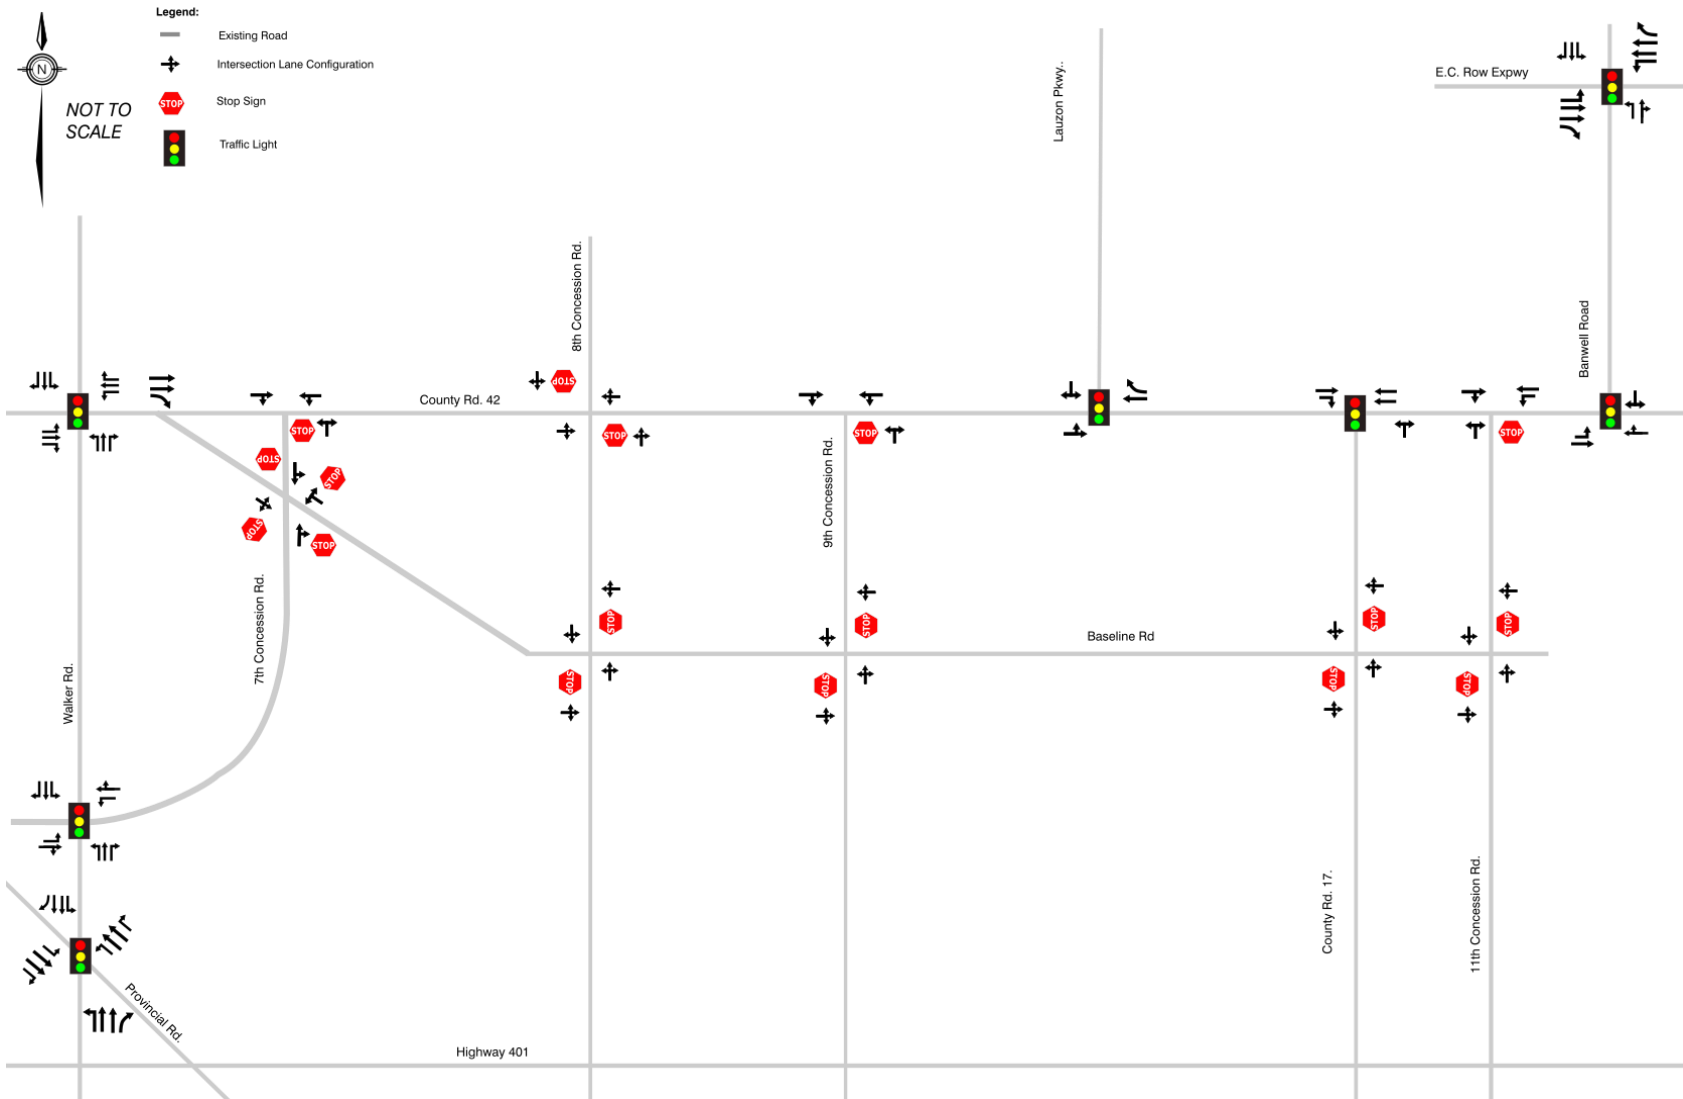 Legend:
Existing Road
Intersection Lane Configuration
STOP
Stop Sign
Traffic Light
N
NOT TO
SCALE
E.C. Row Expwy
Lauzon Pkwy..
8th Concession Rd.
Banwell Road
County Rd. 42
STOP
STOP
STOP
STOP
STOP
STOP
STOP
STOP
STOP
STOP
9th Concession Rd.
7th Concession Rd.
STOP
STOP
STOP
STOP
Baseline Rd
Walker Rd.
STOP
STOP
STOP
STOP
County Rd. 17.
11th Concession Rd.
Provincial Rd.
Highway 401